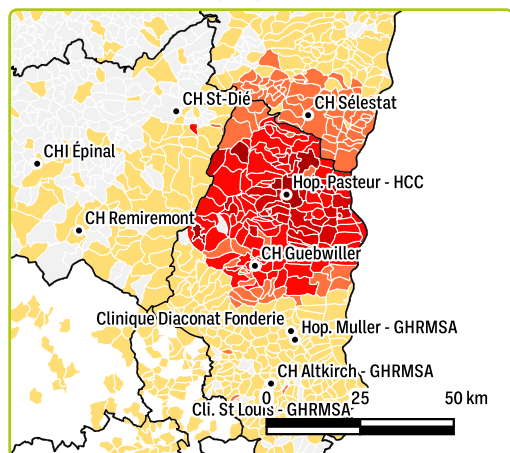 CH St-Dié
CH Sélestat
CHI Épinal
Hop. Pasteur - HCC
CH Remiremont
CH Guebwiller
Clinique Diaconat Fonderie
Hop. Muller - GHRMSA
CH Altkirch - GHRMSA
0 25 50 km
Cli. St Louis - GHRMSA